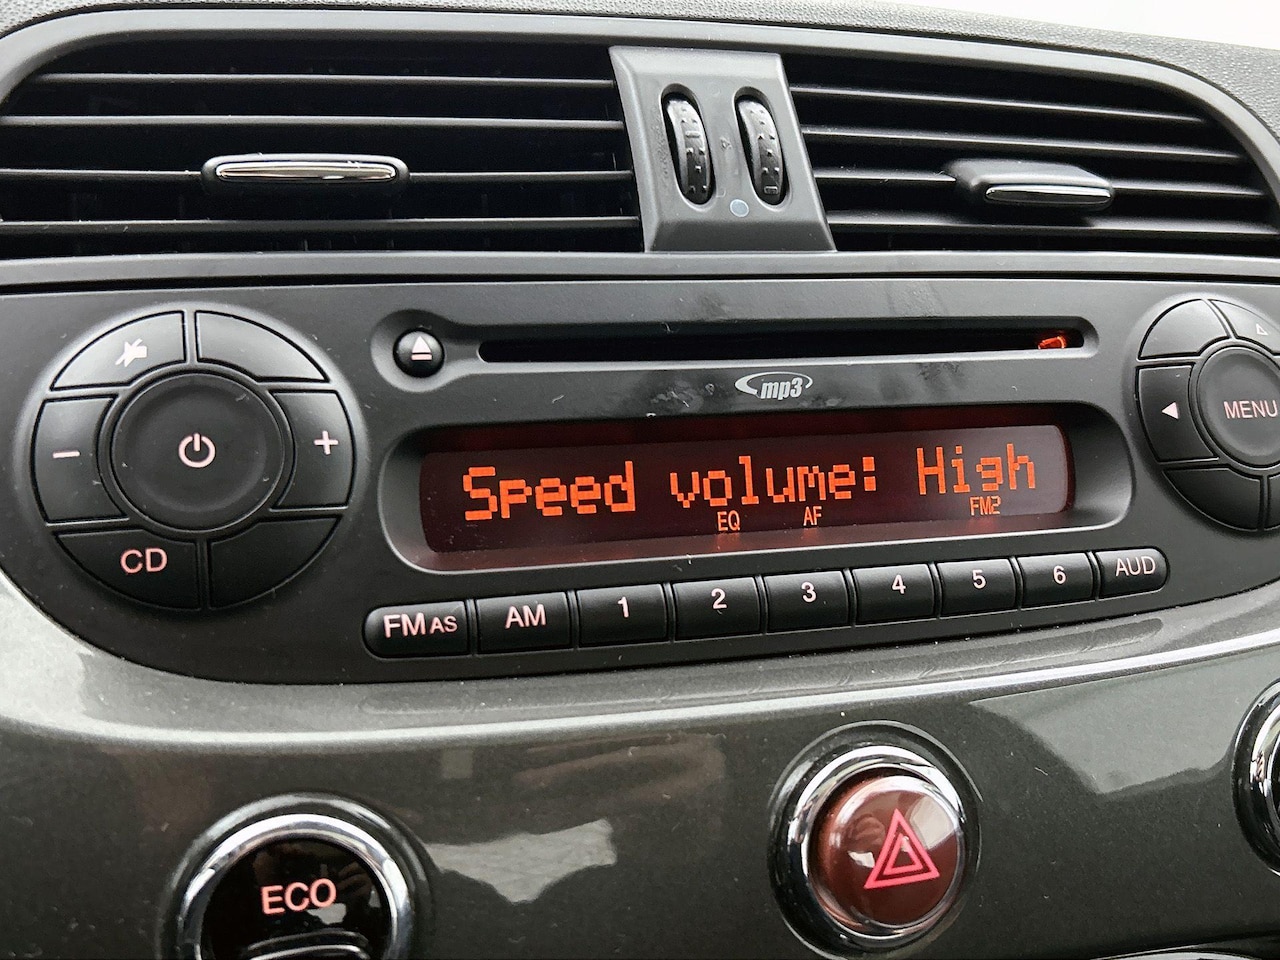 mp3
Speed volume: High
EQ AF FM2
MENU
CD
FM AS AM 1 2 3 4 5 6 AUD
ECO